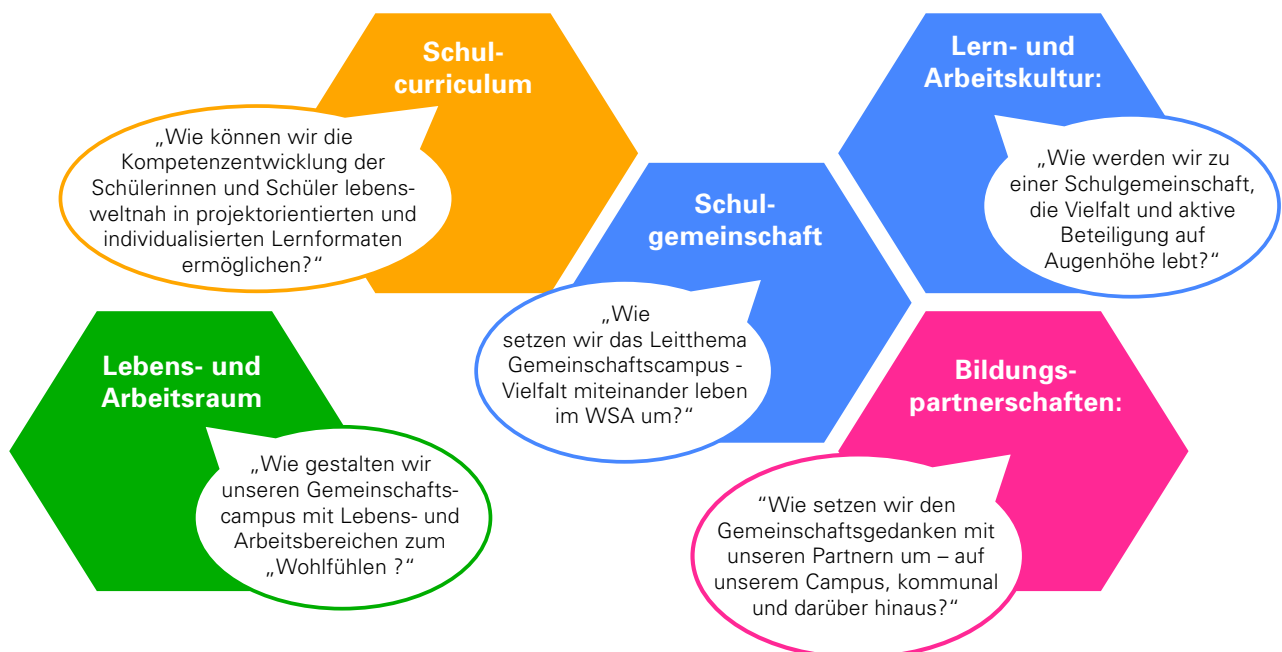 Schul-
curriculum
„Wie können wir die
Kompetenzentwicklung der
Schülerinnen und Schüler lebens-
weltnah in projektorientierten und
individualisierten Lernformaten
ermöglichen?“
Lern- und
Arbeitskultur:
„Wie werden wir zu
einer Schulgemeinschaft,
die Vielfalt und aktive
Beteiligung auf
Augenhöhe lebt?“
Schul-
gemeinschaft
„Wie
setzen wir das Leitthema
Gemeinschaftscampus -
Vielfalt miteinander leben
im WSA um?“
Lebens- und
Arbeitsraum
„Wie gestalten wir
unseren Gemeinschafts-
campus mit Lebens- und
Arbeitsbereichen zum
„Wohlfühlen ?“
Bildungs-
partnerschaften:
“Wie setzen wir den
Gemeinschaftsgedanken mit
unseren Partnern um – auf
unserem Campus, kommunal
und darüber hinaus?“